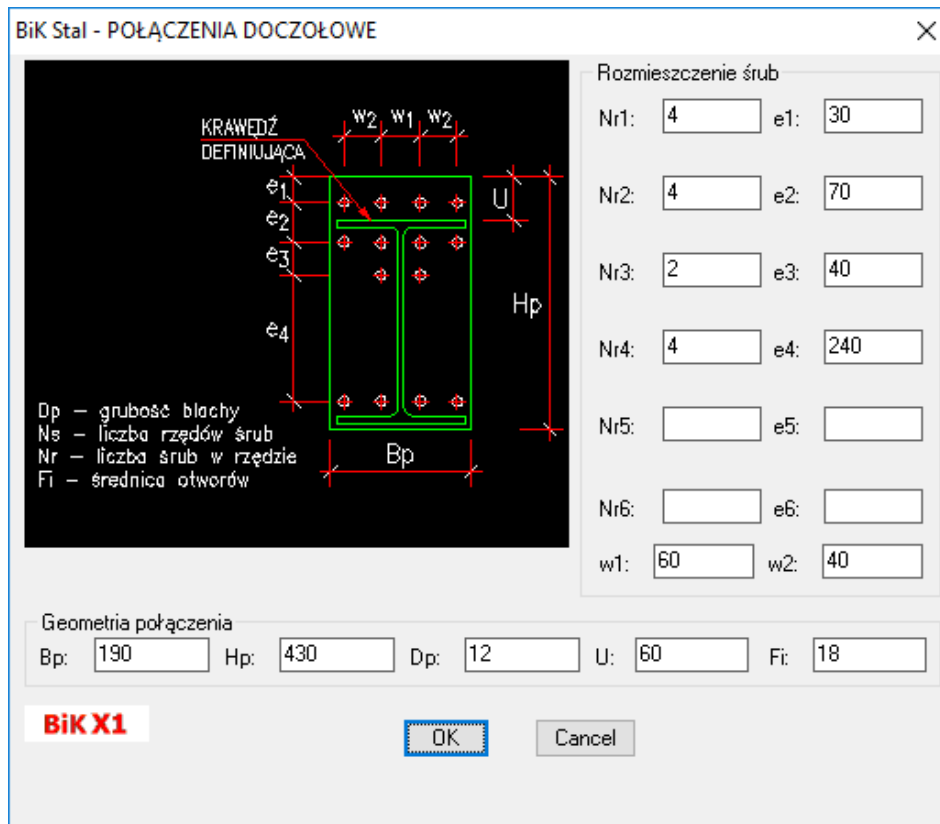 BiK Stal - POŁĄCZENIA DOCZOŁOWE
KRAWĘDŹ
DEFINIUJĄCA
w2 w1 w2
e1
e2
e3
e4
U
Hp
Bp
Dp – grubość blachy
Ns – liczba rzędów śrub
Nr – liczba śrub w rzędzie
Fi – średnica otworów
Rozmieszczenie śrub
Nr1: 4 e1: 30
Nr2: 4 e2: 70
Nr3: 2 e3: 40
Nr4: 4 e4: 240
Nr5: e5:
Nr6: e6:
w1: 60 w2: 40
Geometria połączenia
Bp: 190 Hp: 430 Dp: 12 U: 60 Fi: 18
BiK X1
OK Cancel